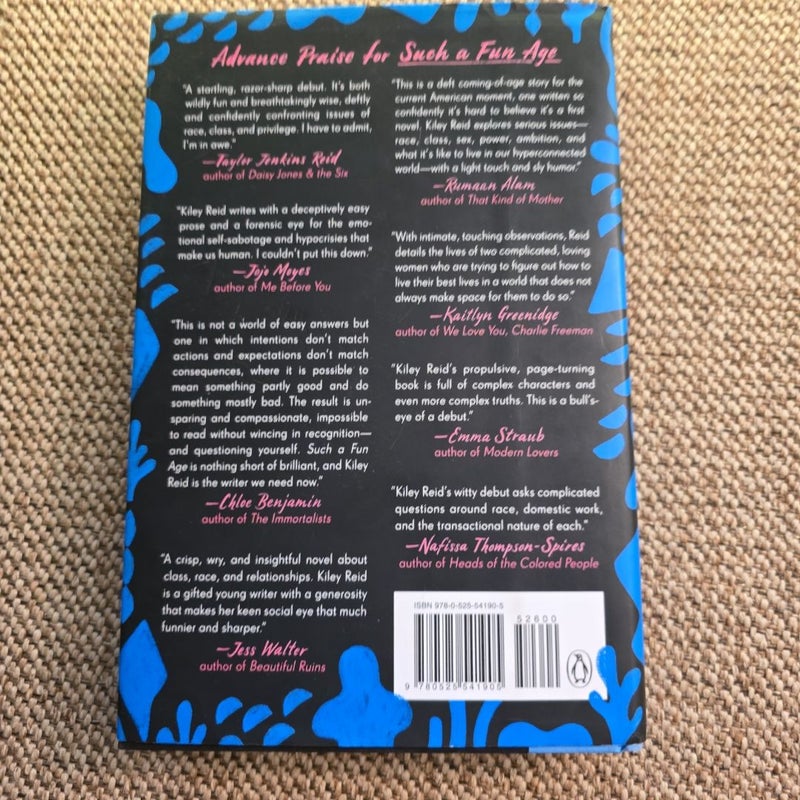 Advance Praise for Such a Fun Age
"A startling, razor-sharp debut. It's both
wildly fun and breathtakingly wise, deftly
and confidently confronting issues of
race, class, and privilege. I have to admit,
I'm in awe."
—Taylor Jenkins Reid
author of Daisy Jones & the Six
"Kiley Reid writes with a deceptively easy
prose and a forensic eye for the emo-
tional self-sabotage and hypocrisies that
make us human. I couldn't put this down."
—Jojo Moyes
author of Me Before You
"This is not a world of easy answers but
one in which intentions don't match
actions and expectations don't match
consequences, where it is possible to
mean something partly good and do
something mostly bad. The result is un-
sparing and compassionate, impossible
to read without wincing in recognition—
and questioning yourself. Such a Fun
Age is nothing short of brilliant, and Kiley
Reid is the writer we need now."
—Chloe Benjamin
author of The Immortalists
"A crisp, wry, and insightful novel about
class, race, and relationships. Kiley Reid
is a gifted young writer with a generosity
that makes her keen social eye that much
funnier and sharper."
—Jess Walter
author of Beautiful Ruins
"This is a deft coming-of-age story for the
current American moment, one written so
confidently it's hard to believe it's a first
novel. Kiley Reid explores serious issues—
race, class, sex, power, ambition, and
what it's like to live in our hyperconnected
world—with a light touch and sly humor."
—Rumaan Alam
author of That Kind of Mother
"With intimate, touching observations, Reid
details the lives of two complicated, loving
women who are trying to figure out how to
live their best lives in a world that does not
always make space for them to do so."
—Kaitlyn Greenidge
author of We Love You, Charlie Freeman
"Kiley Reid's propulsive, page-turning
book is full of complex characters and
even more complex truths. This is a bull's-
eye of a debut."
—Emma Straub
author of Modern Lovers
"Kiley Reid's witty debut asks complicated
questions around race, domestic work,
and the transactional nature of each."
—Nafissa Thompson-Spires
author of Heads of the Colored People
ISBN 978-0-525-54190-5
52600
9 780525 541905